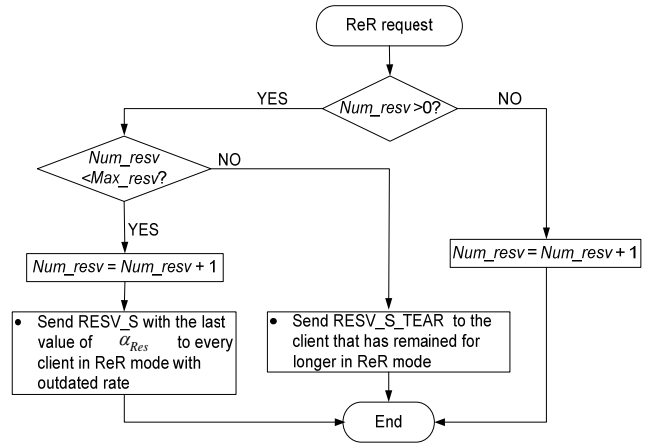 ReR request
Num_resv >0?
YES
NO
Num_resv
<Max_resv?
NO
YES
Num_resv = Num_resv + 1
Num_resv = Num_resv + 1
• Send RESV_S with the last
value of α_Res to every
client in ReR mode with
outdated rate
• Send RESV_S_TEAR to the
client that has remained for
longer in ReR mode
End